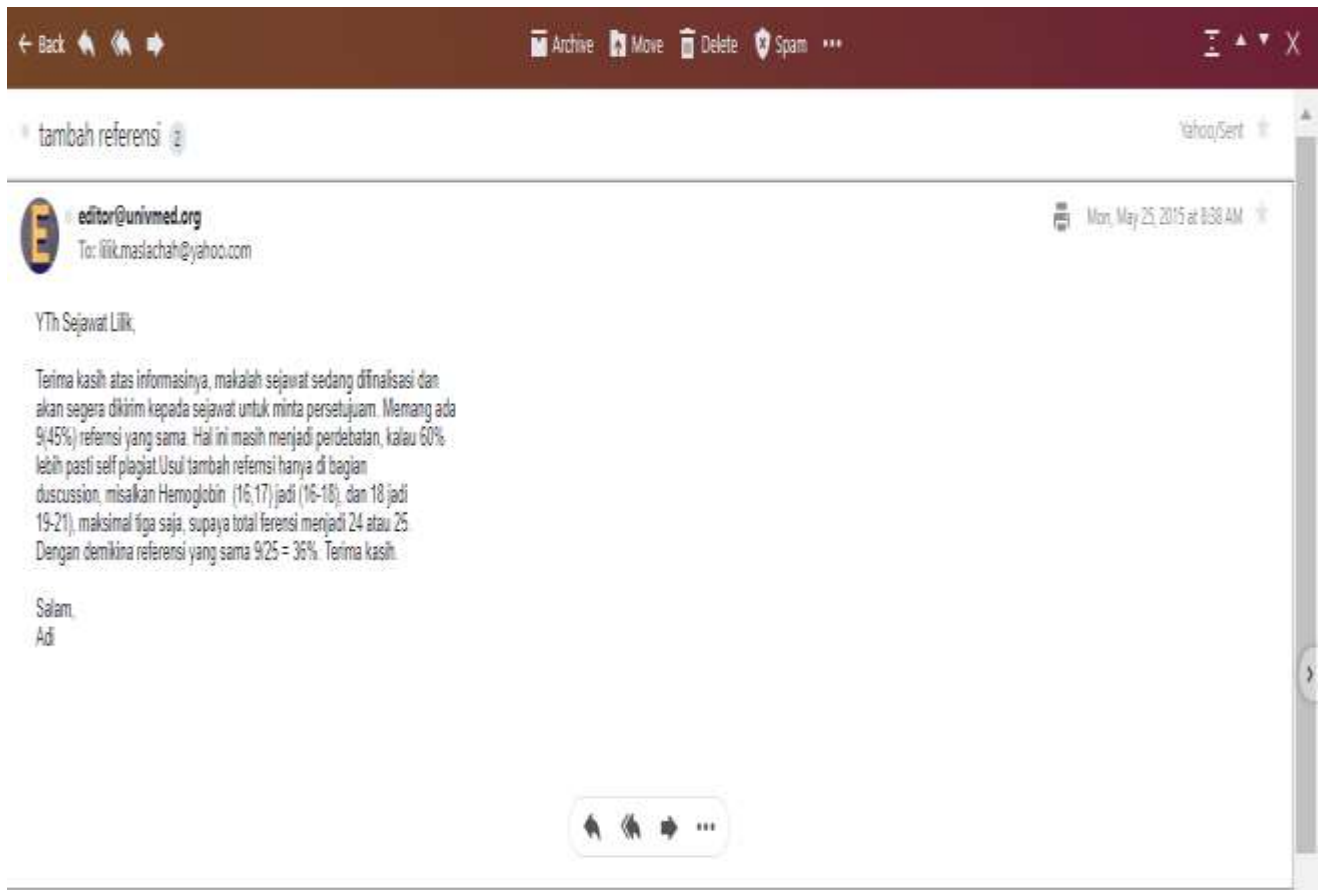 ← Back
Archive Move Delete Spam •••
X
tambah referensi 2
Yahoo/Sent
E
editor@univmed.org
Mon, May 25, 2015 at 8:38 AM
To: lilik.maslachah@yahoo.com
YTh Sejawat Lilik,
Terima kasih atas informasinya, makalah sejawat sedang difinalisasi dan
akan segera dikirim kepada sejawat untuk minta persetujuam. Memang ada
9(45%) refernsi yang sama. Hal ini masih menjadi perdebatan, kalau 60%
lebih pasti self plagiat.Usul tambah refernsi hanya di bagian
duscussion, misalkan Hemoglobin (16,17) jadi (16-18), dan 18 jadi
19-21), maksimal tiga saja, supaya total ferensi menjadi 24 atau 25.
Dengan demikina referensi yang sama 9/25 = 36%. Terima kasih.
Salam,
Adi